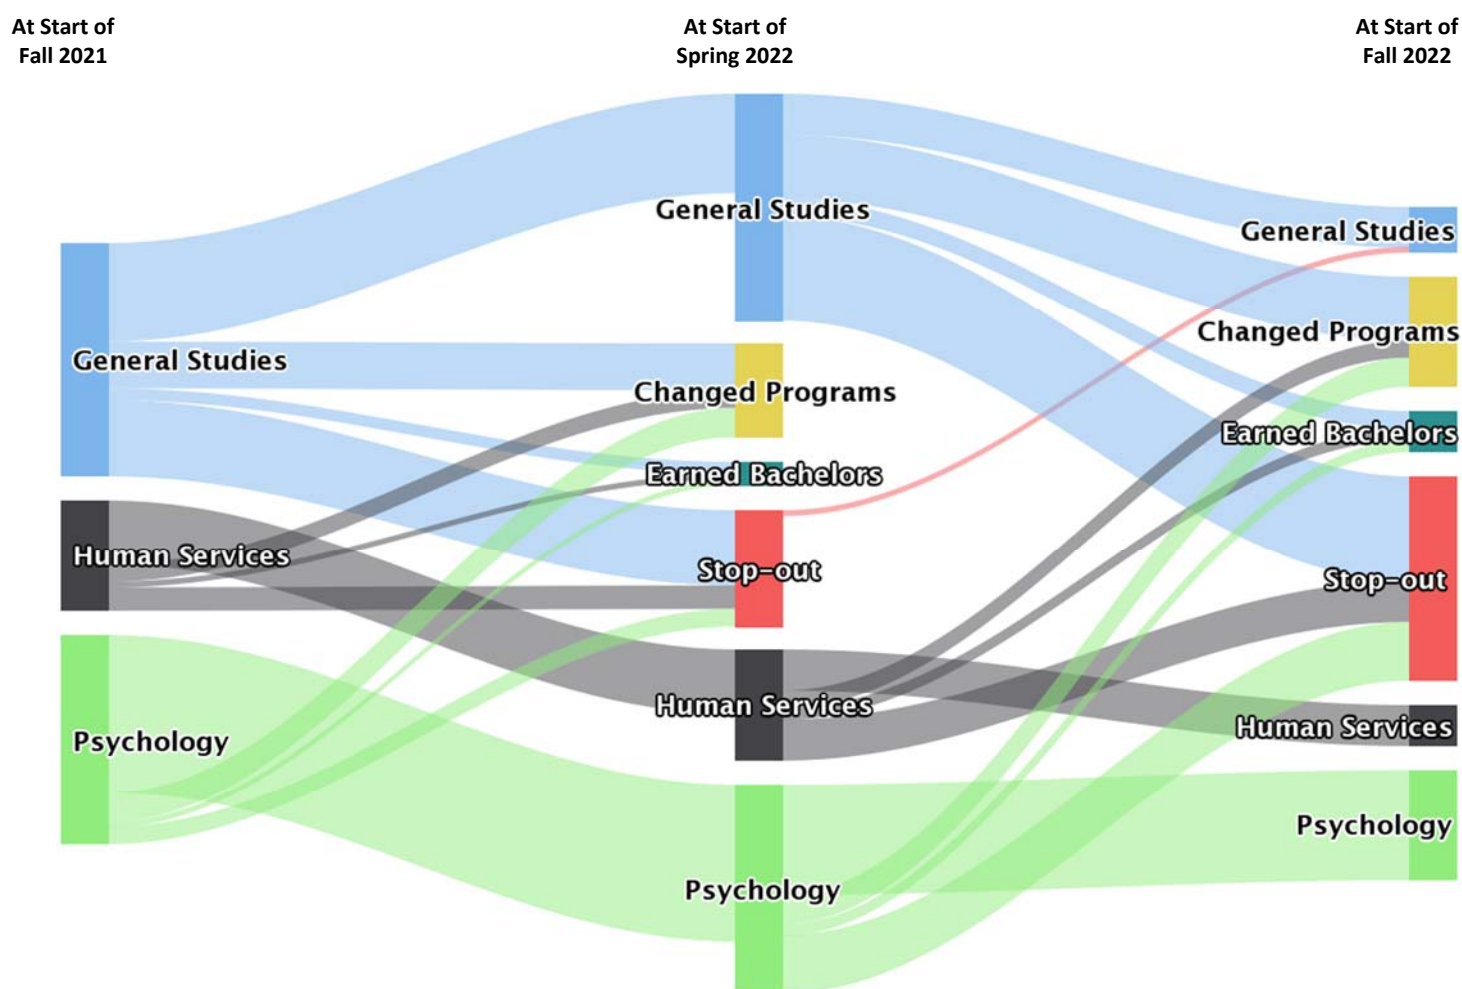 At Start of
Fall 2021
At Start of
Spring 2022
At Start of
Fall 2022
General Studies
Human Services
Psychology
General Studies
Changed Programs
Earned Bachelors
Stop-out
Human Services
Psychology
General Studies
Changed Programs
Earned Bachelors
Stop-out
Human Services
Psychology